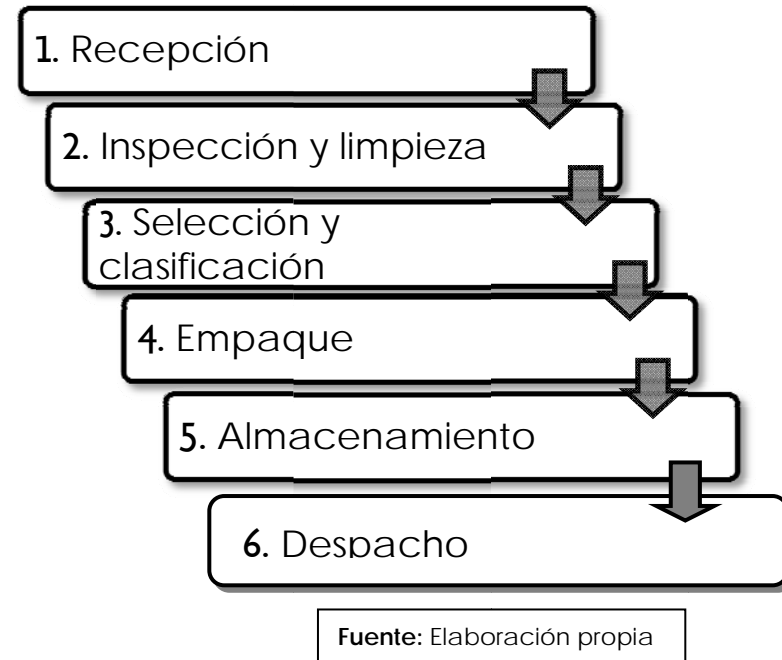 1. Recepción
2. Inspección y limpieza
3. Selección y
clasificación
4. Empaque
5. Almacenamiento
6. Despacho
Fuente: Elaboración propia